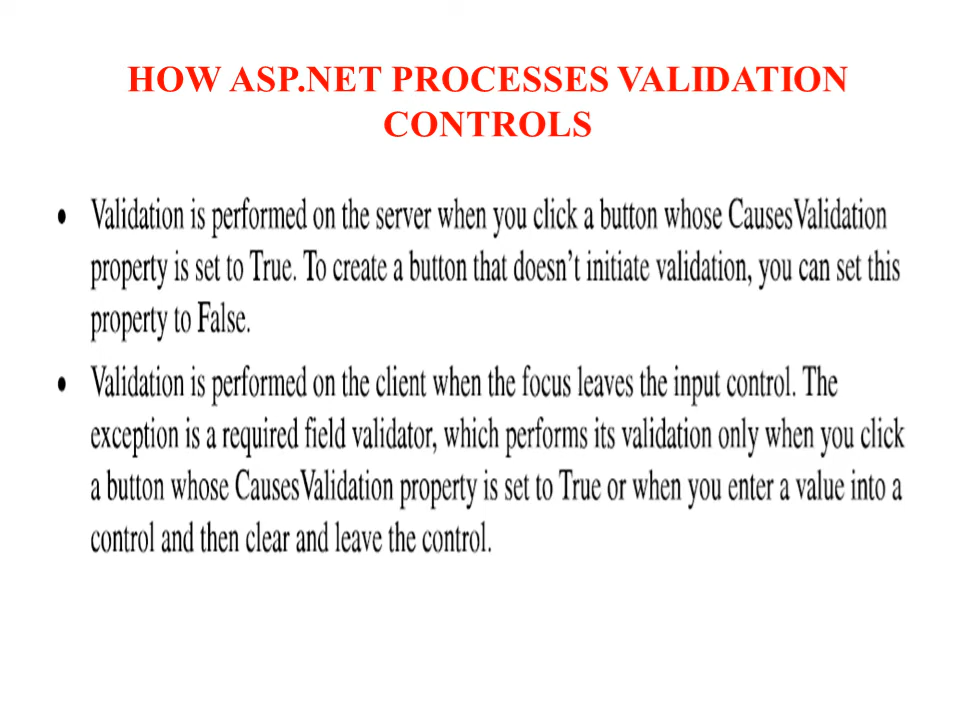 HOW ASP.NET PROCESSES VALIDATION
CONTROLS
• Validation is performed on the server when you click a button whose CausesValidation
property is set to True. To create a button that doesn’t initiate validation, you can set this
property to False.
• Validation is performed on the client when the focus leaves the input control. The
exception is a required field validator, which performs its validation only when you click
a button whose CausesValidation property is set to True or when you enter a value into a
control and then clear and leave the control.